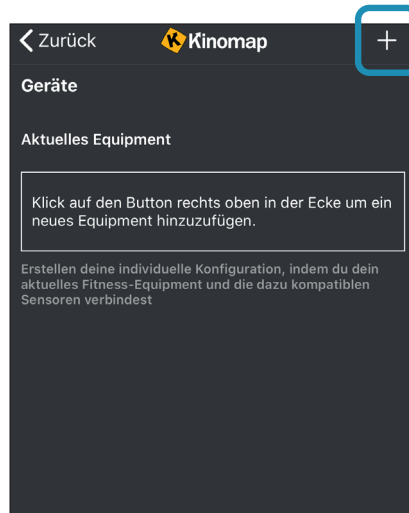 Zurück Kinomap +
Geräte
Aktuelles Equipment
Klick auf den Button rechts oben in der Ecke um ein
neues Equipment hinzuzufügen.
Erstellen deine individuelle Konfiguration, indem du dein
aktuelles Fitness-Equipment und die dazu kompatiblen
Sensoren verbindest